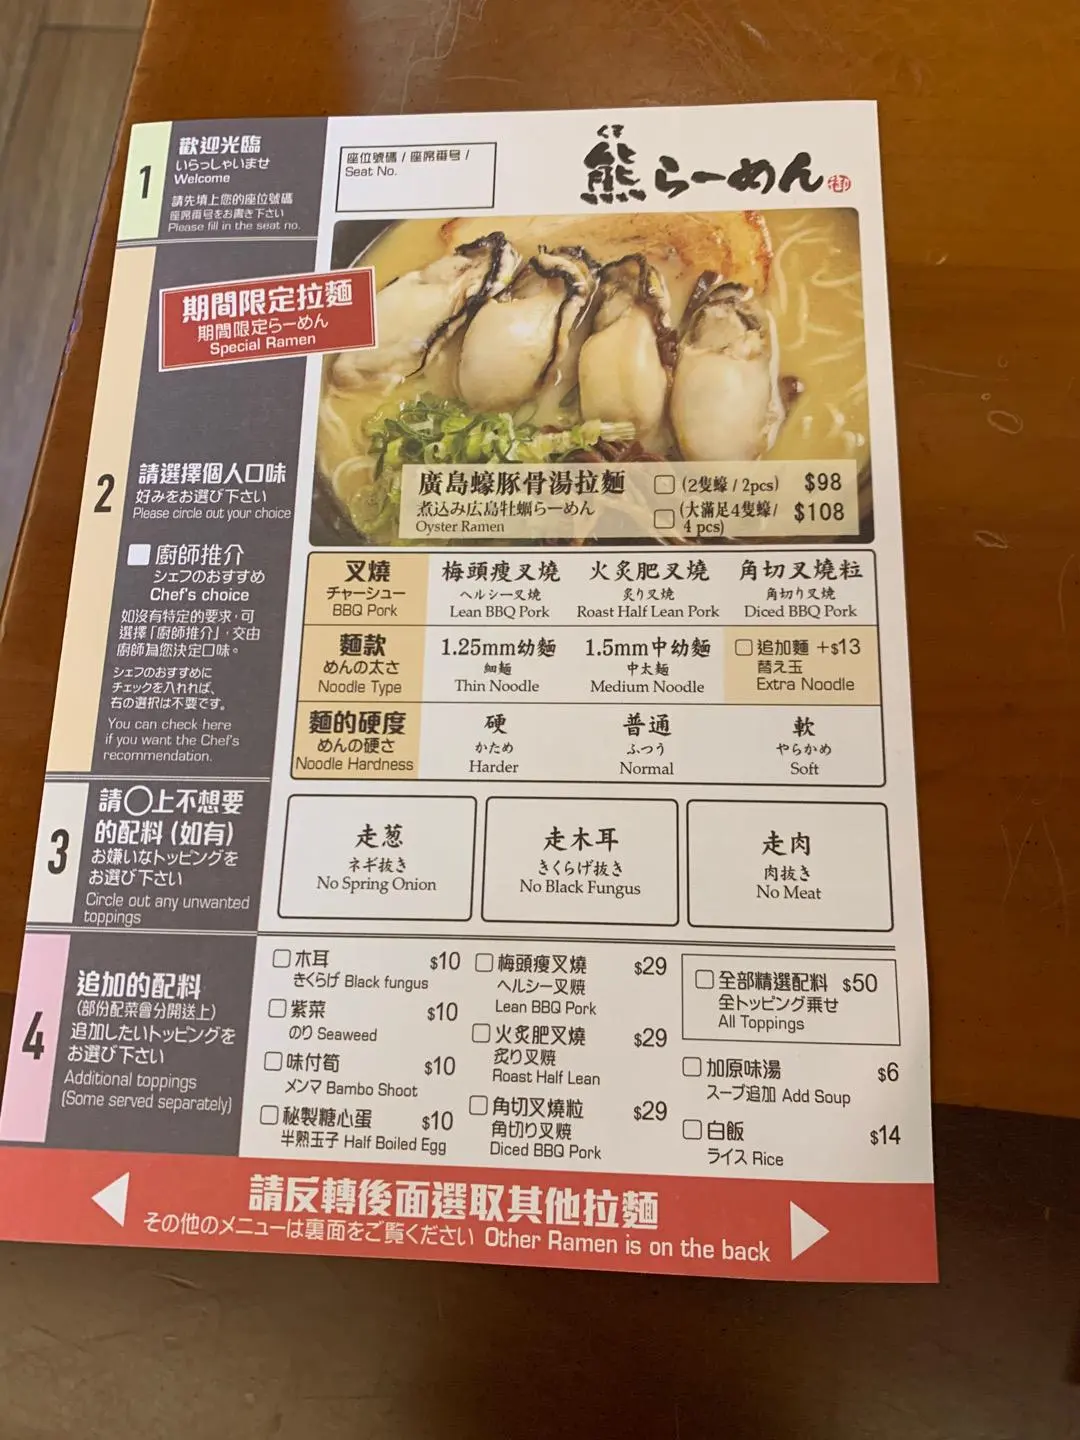 1
歡迎光臨
いらっしゃいませ
Welcome
請先填上您的座位號碼
座席番号をお書き下さい
Please fill in the seat no.
座位號碼 / 座席番号 /
Seat No.
くま
熊らーめん
御
期間限定拉麵
期間限定らーめん
Special Ramen
廣島蠔豚骨湯拉麵
煮込み広島牡蠣らーめん
Oyster Ramen
(2隻蠔 / 2pcs) $98
(大滿足4隻蠔/ 4 pcs) $108
2
請選擇個人口味
好みをお選び下さい
Please circle out your choice
廚師推介
シェフのおすすめ
Chef's choice
如沒有特定的要求,可
選擇「廚師推介」,交由
廚師為您決定口味。
シェフのおすすめに
チェックを入れれば、
右の選択は不要です。
You can check here
if you want the Chef's
recommendation.
叉燒
チャーシュー
BBQ Pork
梅頭瘦叉燒
ヘルシー叉焼
Lean BBQ Pork
火炙肥叉燒
炙り叉焼
Roast Half Lean Pork
角切叉燒粒
角切り叉焼
Diced BBQ Pork
麵款
めんの太さ
Noodle Type
1.25mm幼麵
細麺
Thin Noodle
1.5mm中幼麵
中太麺
Medium Noodle
追加麵 +$13
替え玉
Extra Noodle
麵的硬度
めんの硬さ
Noodle Hardness
硬
かため
Harder
普通
ふつう
Normal
軟
やらかめ
Soft
3
請○上不想要
的配料 (如有)
お嫌いなトッピングを
お選び下さい
Circle out any unwanted
toppings
走葱
ネギ抜き
No Spring Onion
走木耳
きくらげ抜き
No Black Fungus
走肉
肉抜き
No Meat
4
追加的配料
(部份配菜會分開送上)
追加したいトッピングを
お選び下さい
Additional toppings
(Some served separately)
木耳 $10
きくらげ Black fungus
紫菜 $10
のり Seaweed
味付筍 $10
メンマ Bambo Shoot
秘製糖心蛋 $10
半熟玉子 Half Boiled Egg
梅頭瘦叉燒 $29
ヘルシー叉焼
Lean BBQ Pork
火炙肥叉燒 $29
炙り叉焼
Roast Half Lean
角切叉燒粒 $29
角切り叉焼
Diced BBQ Pork
全部精選配料 $50
全トッピング乗せ
All Toppings
加原味湯 $6
スープ追加 Add Soup
白飯 $14
ライス Rice
請反轉後面選取其他拉麵
その他のメニューは裏面をご覧ください Other Ramen is on the back